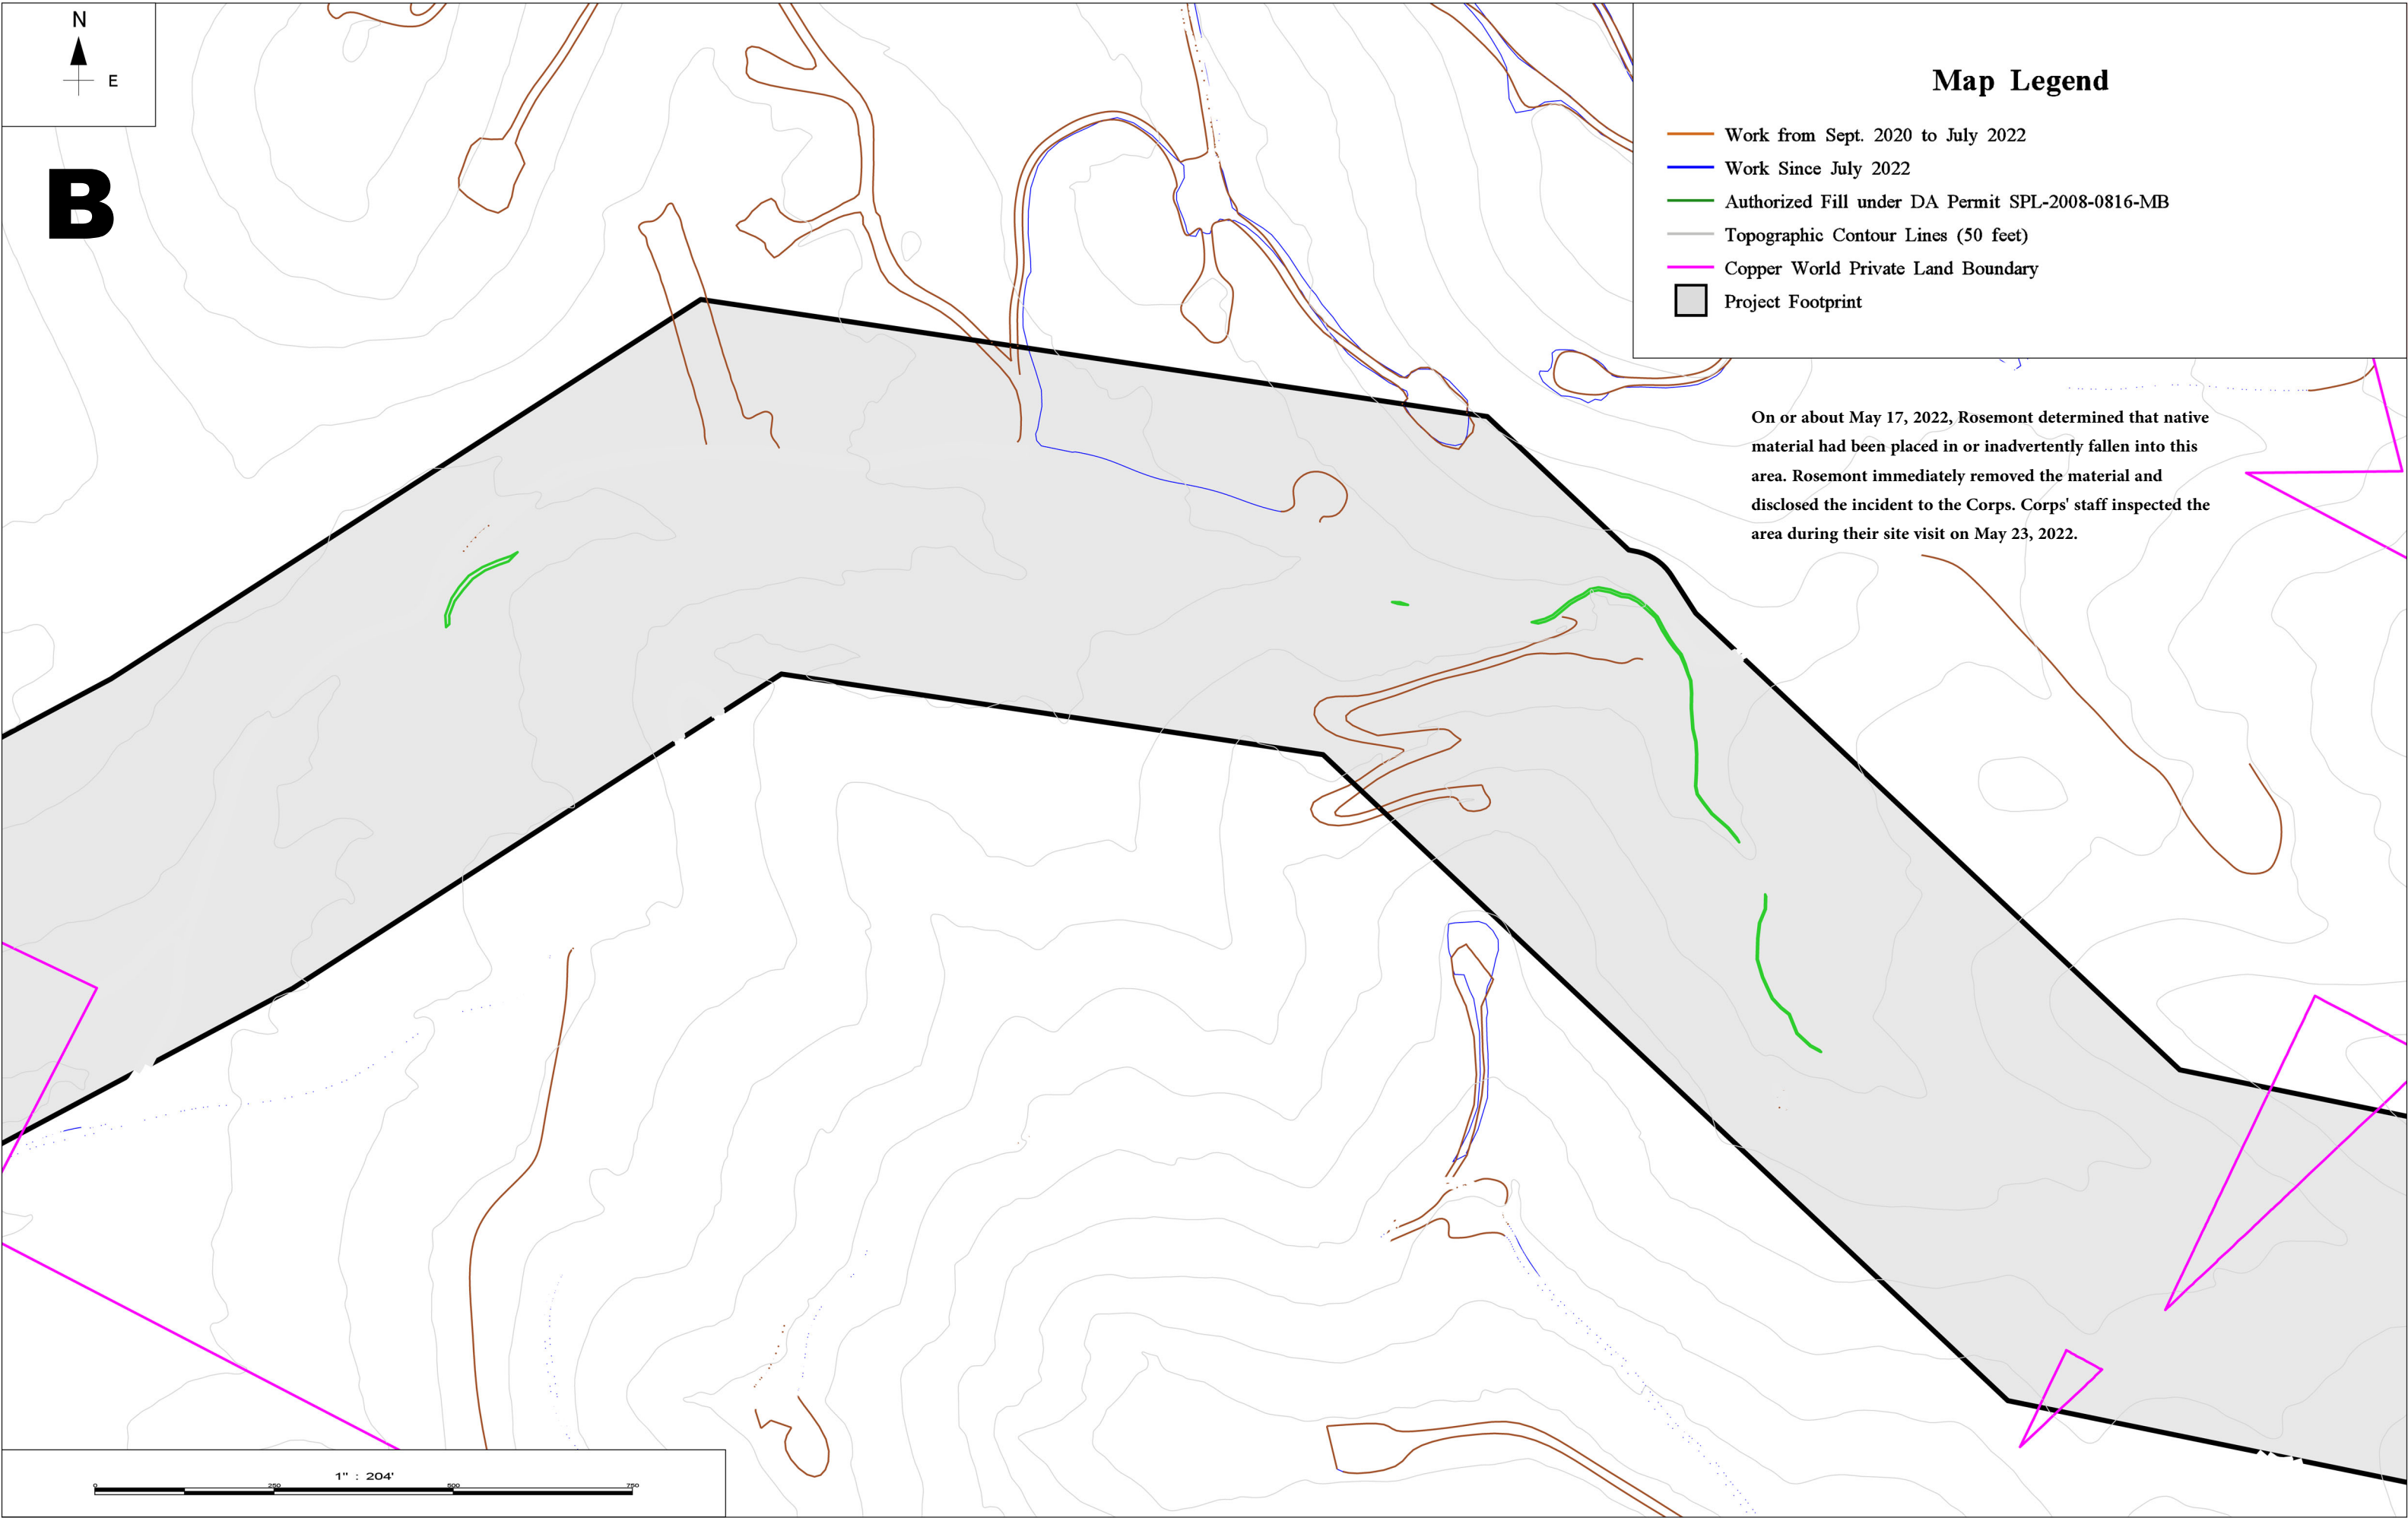 N
E
B
Map Legend
Work from Sept. 2020 to July 2022
Work Since July 2022
Authorized Fill under DA Permit SPL-2008-0816-MB
Topographic Contour Lines (50 feet)
Copper World Private Land Boundary
Project Footprint
On or about May 17, 2022, Rosemont determined that native
material had been placed in or inadvertently fallen into this
area. Rosemont immediately removed the material and
disclosed the incident to the Corps. Corps' staff inspected the
area during their site visit on May 23, 2022.
1" : 204'
0 250 500 750